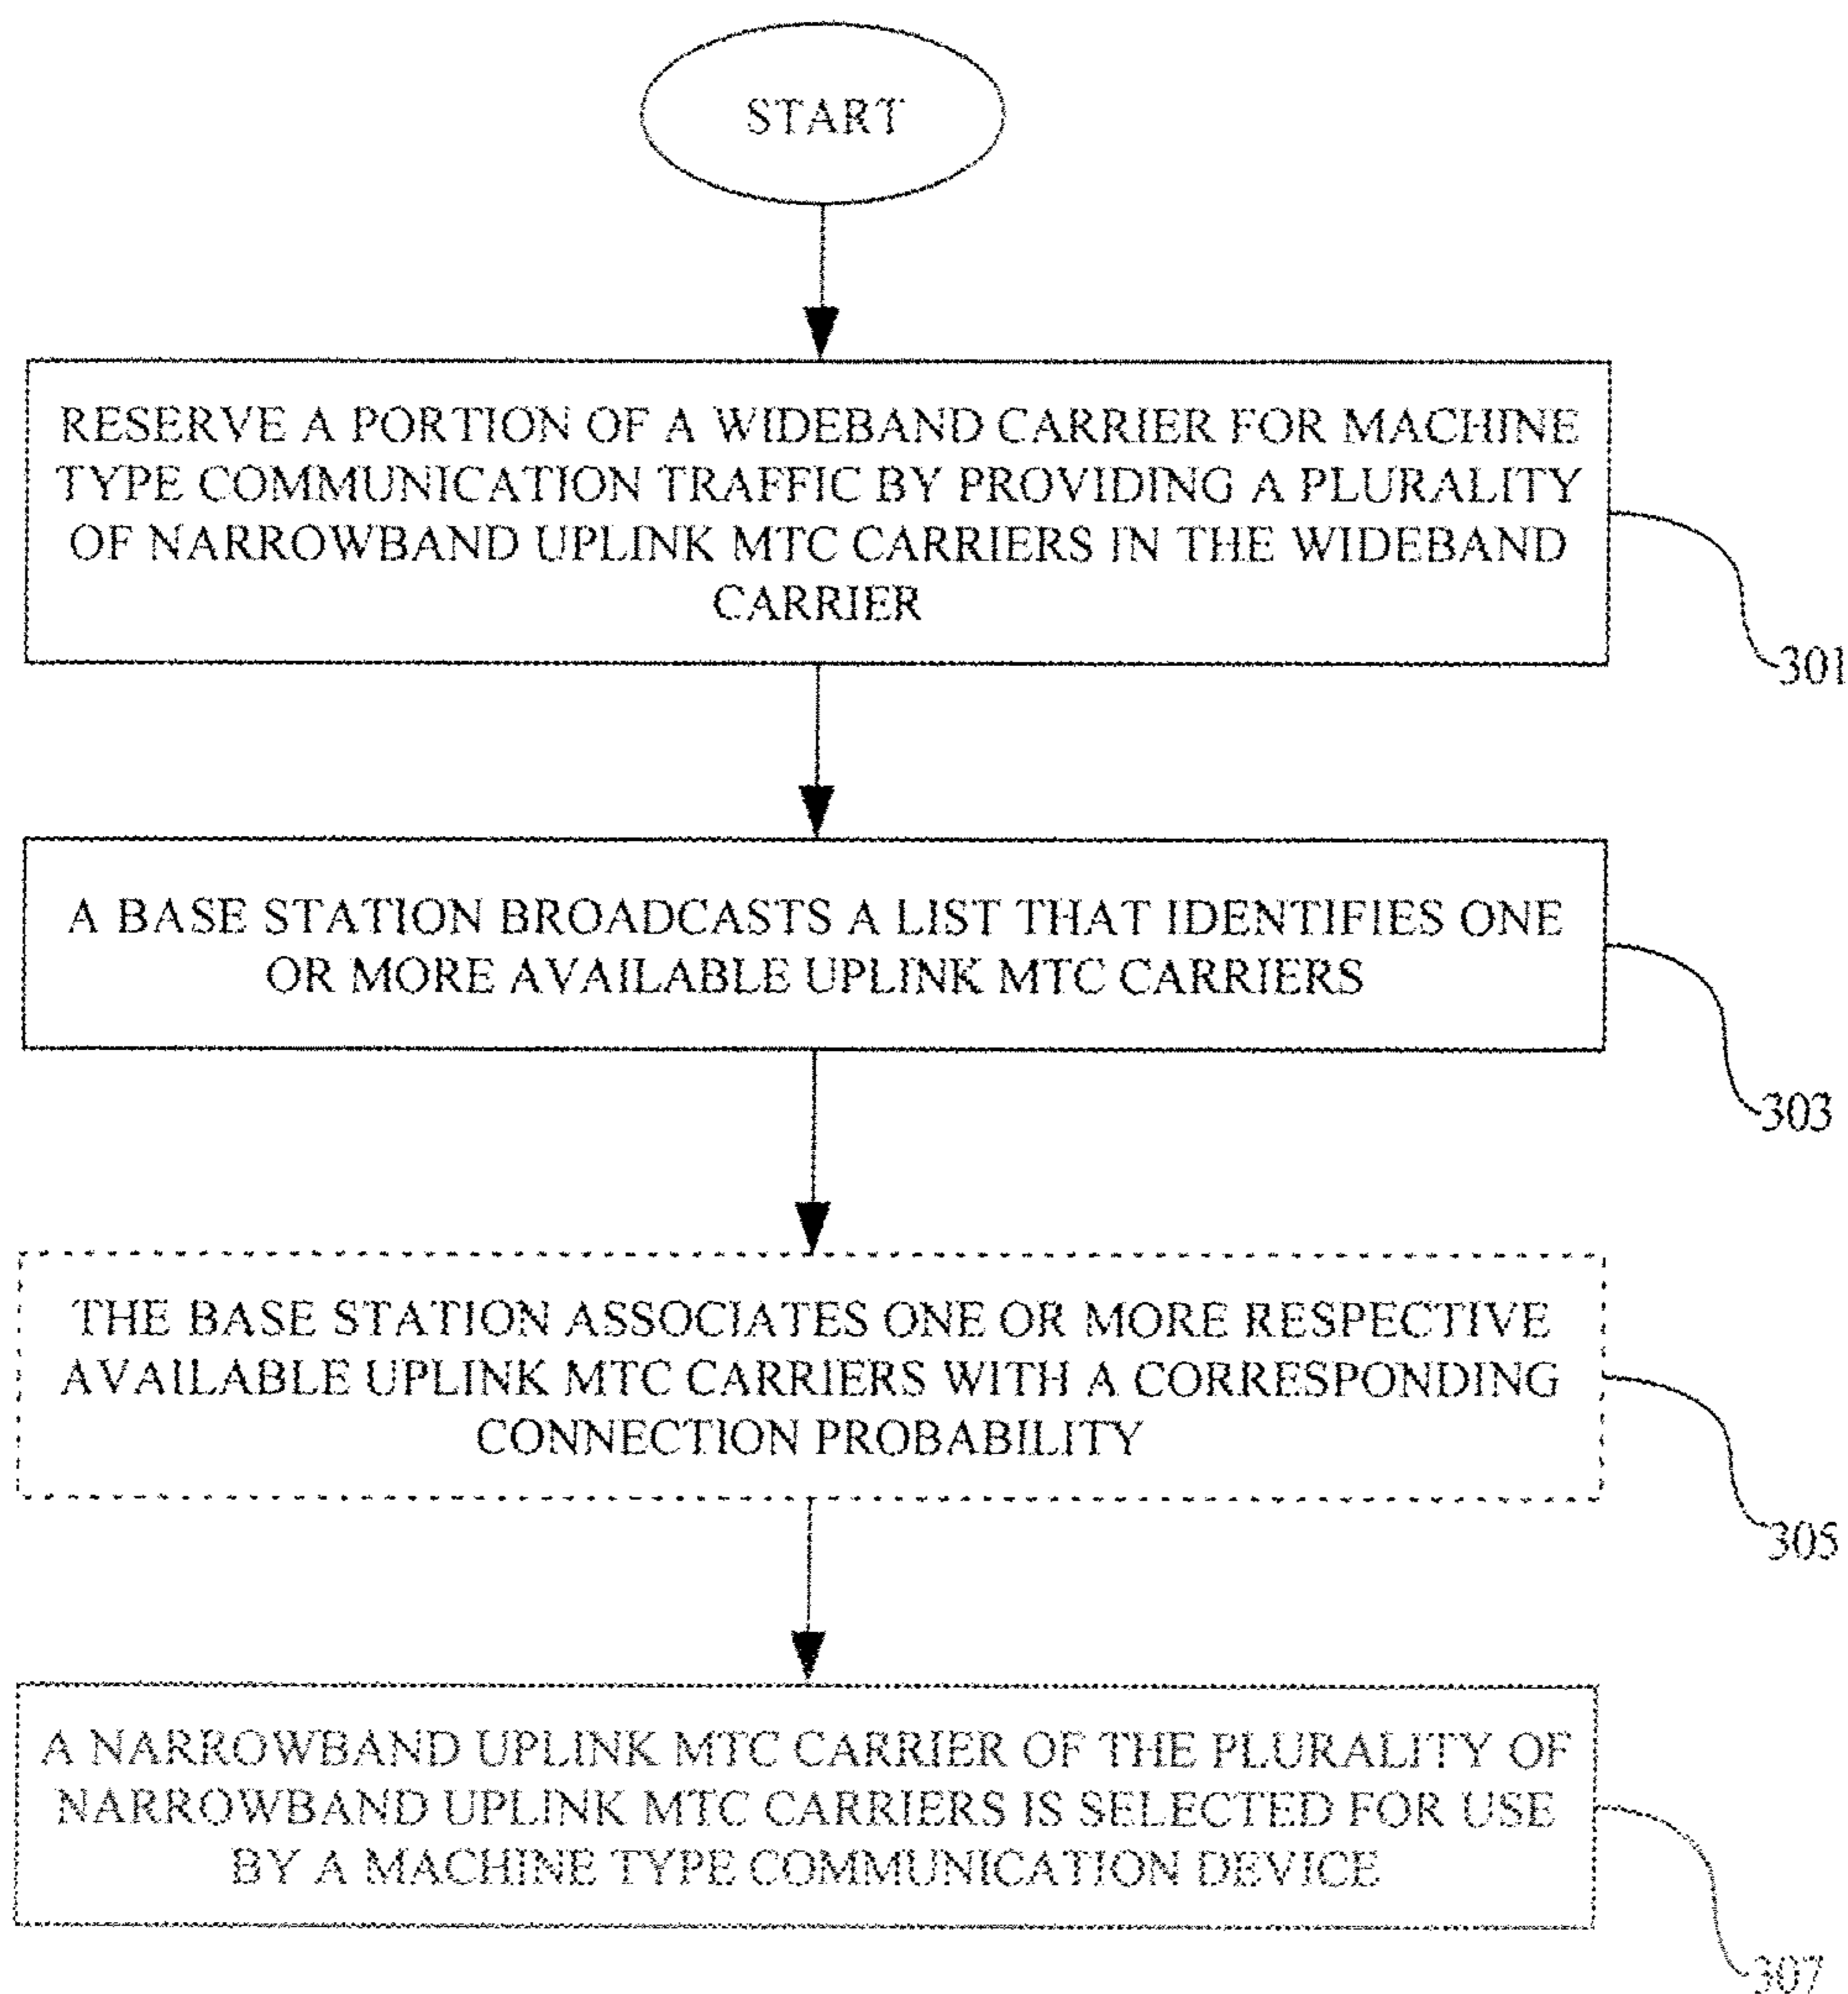 START
RESERVE A PORTION OF A WIDEBAND CARRIER FOR MACHINE
TYPE COMMUNICATION TRAFFIC BY PROVIDING A PLURALITY
OF NARROWBAND UPLINK MTC CARRIERS IN THE WIDEBAND
CARRIER
301
A BASE STATION BROADCASTS A LIST THAT IDENTIFIES ONE
OR MORE AVAILABLE UPLINK MTC CARRIERS
303
THE BASE STATION ASSOCIATES ONE OR MORE RESPECTIVE
AVAILABLE UPLINK MTC CARRIERS WITH A CORRESPONDING
CONNECTION PROBABILITY
305
A NARROWBAND UPLINK MTC CARRIER OF THE PLURALITY OF
NARROWBAND UPLINK MTC CARRIERS IS SELECTED FOR USE
BY A MACHINE TYPE COMMUNICATION DEVICE
307